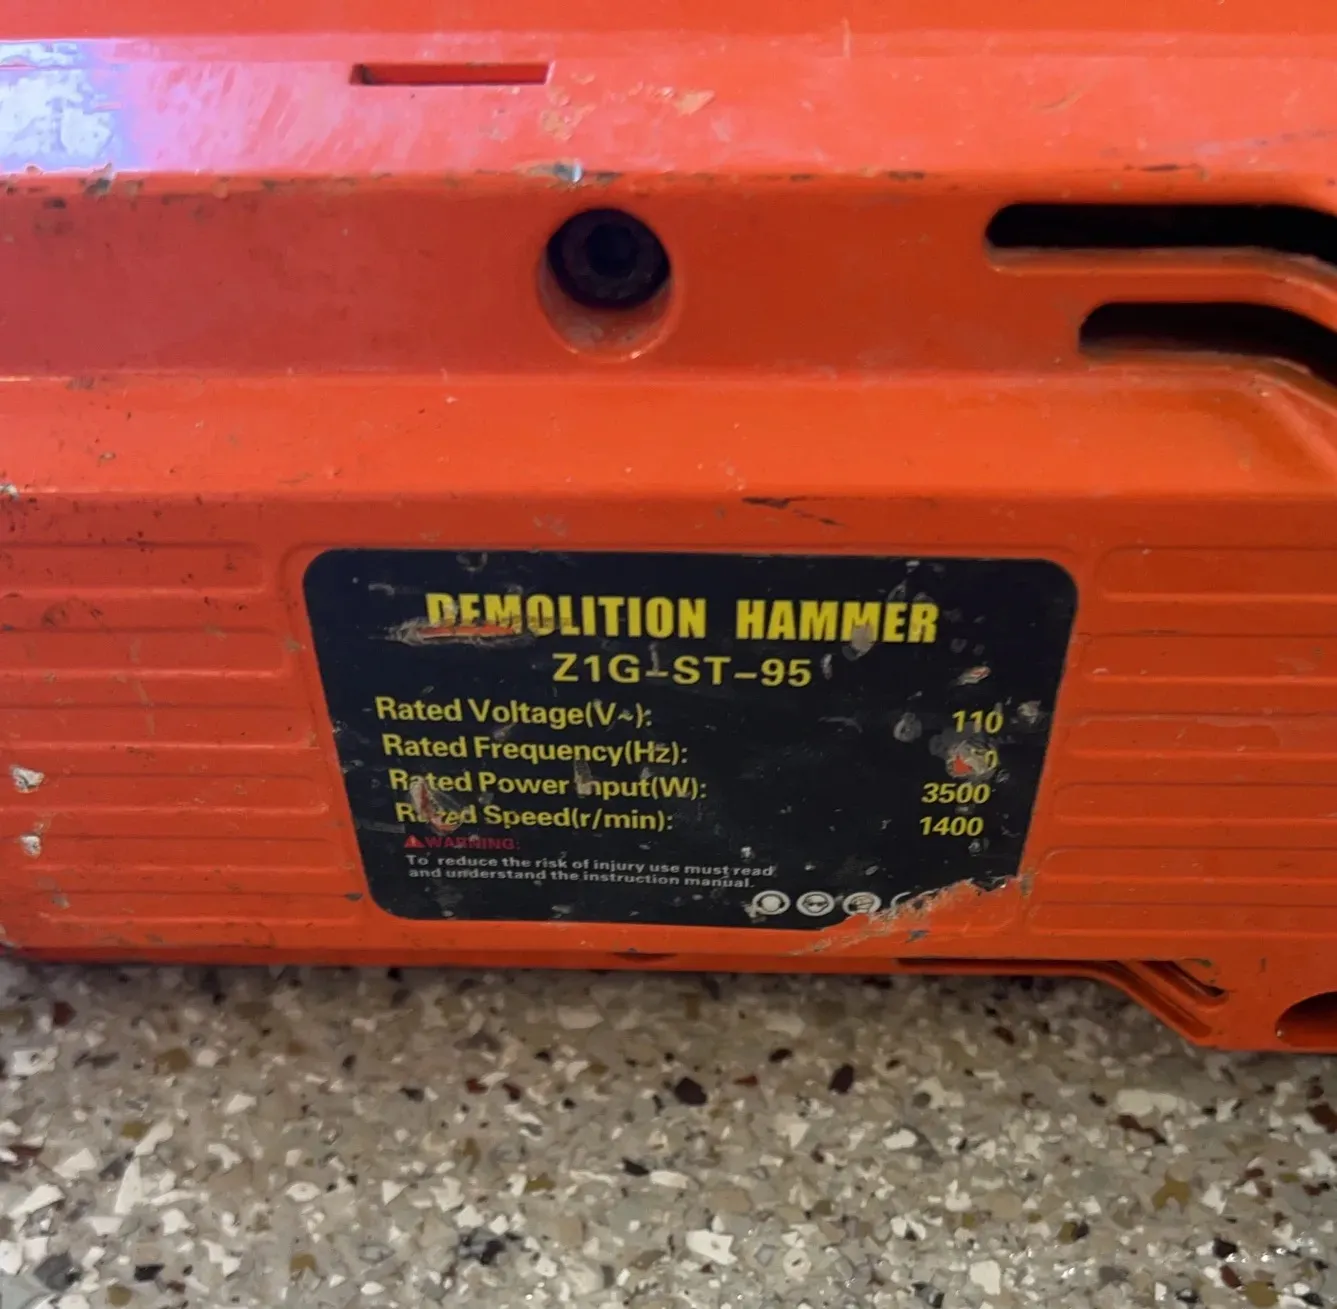 DEMOLITION HAMMER
Z1G-ST-95
Rated Voltage(V~): 110
Rated Frequency(Hz):
Rated Power Input(W): 3500
Rated Speed(r/min): 1400
WARNING:
To reduce the risk of injury use must read
and understand the instruction manual.